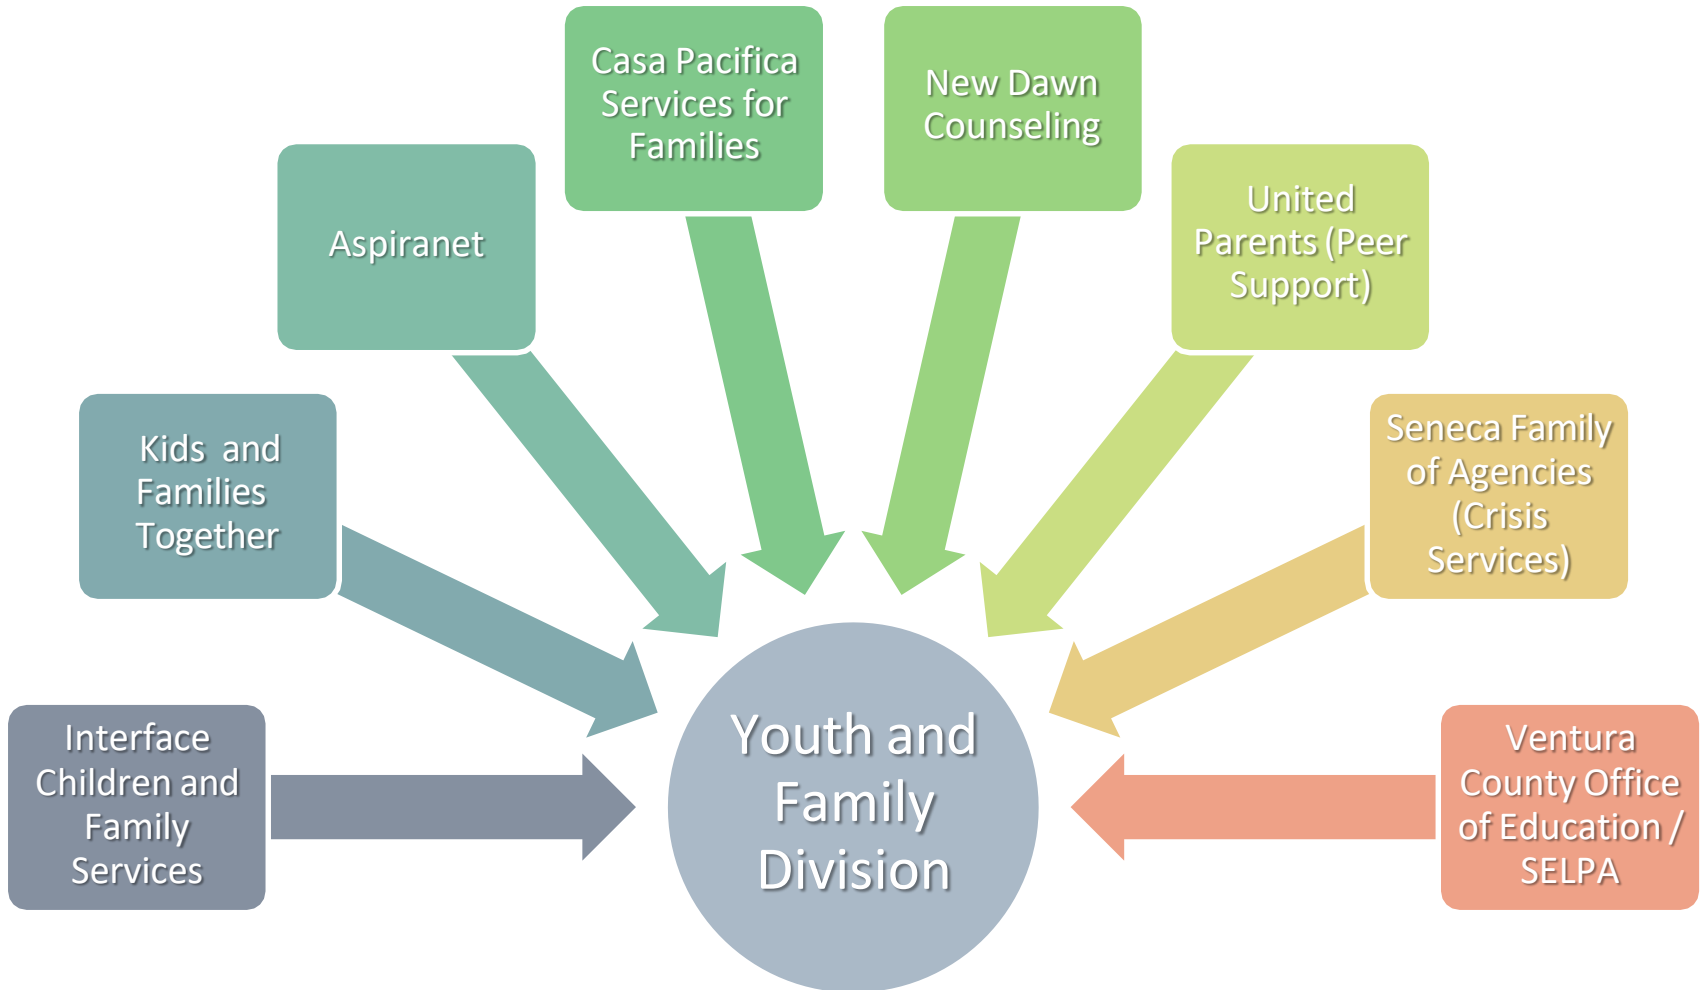 Casa Pacifica
Services for
Families
New Dawn
Counseling
Aspiranet
United
Parents (Peer
Support)
Kids  and
Families
Together
Seneca Family
of Agencies
(Crisis
Services)
Interface
Children and
Family
Services
Youth and
Family
Division
Ventura
County Office
of Education /
SELPA